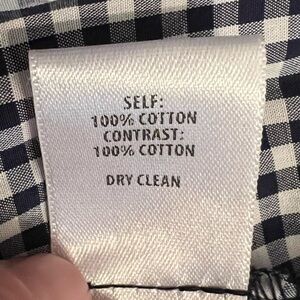 SELF:
100% COTTON
CONTRAST:
100% COTTON
DRY CLEAN